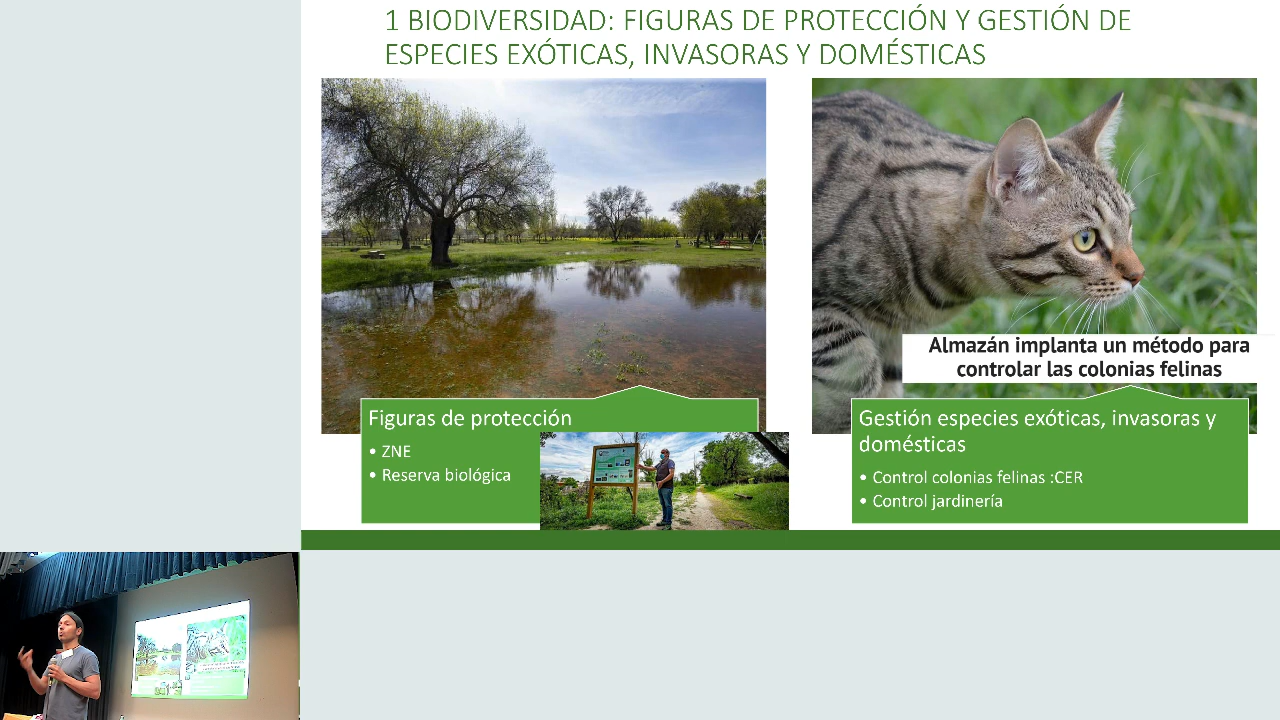 1 BIODIVERSIDAD: FIGURAS DE PROTECCIÓN Y GESTIÓN DE
ESPECIES EXÓTICAS, INVASORAS Y DOMÉSTICAS
Figuras de protección
• ZNE
• Reserva biológica
Almazán implanta un método para
controlar las colonias felinas
Gestión especies exóticas, invasoras y
domésticas
• Control colonias felinas :CER
• Control jardinería